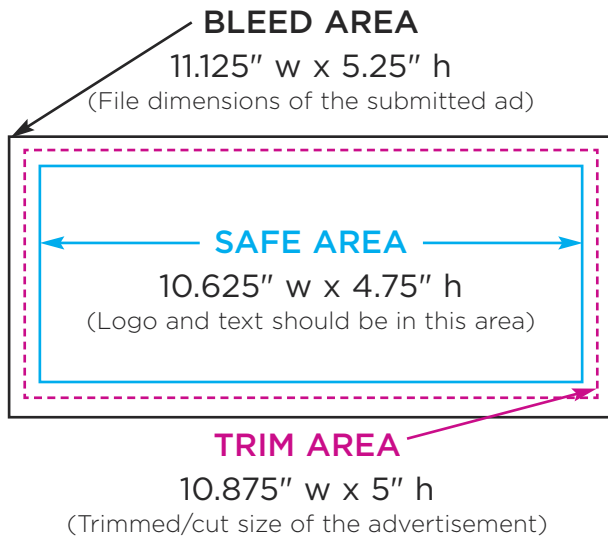 BLEED AREA
11.125" w x 5.25" h
(File dimensions of the submitted ad)
SAFE AREA
10.625" w x 4.75" h
(Logo and text should be in this area)
TRIM AREA
10.875" w x 5" h
(Trimmed/cut size of the advertisement)